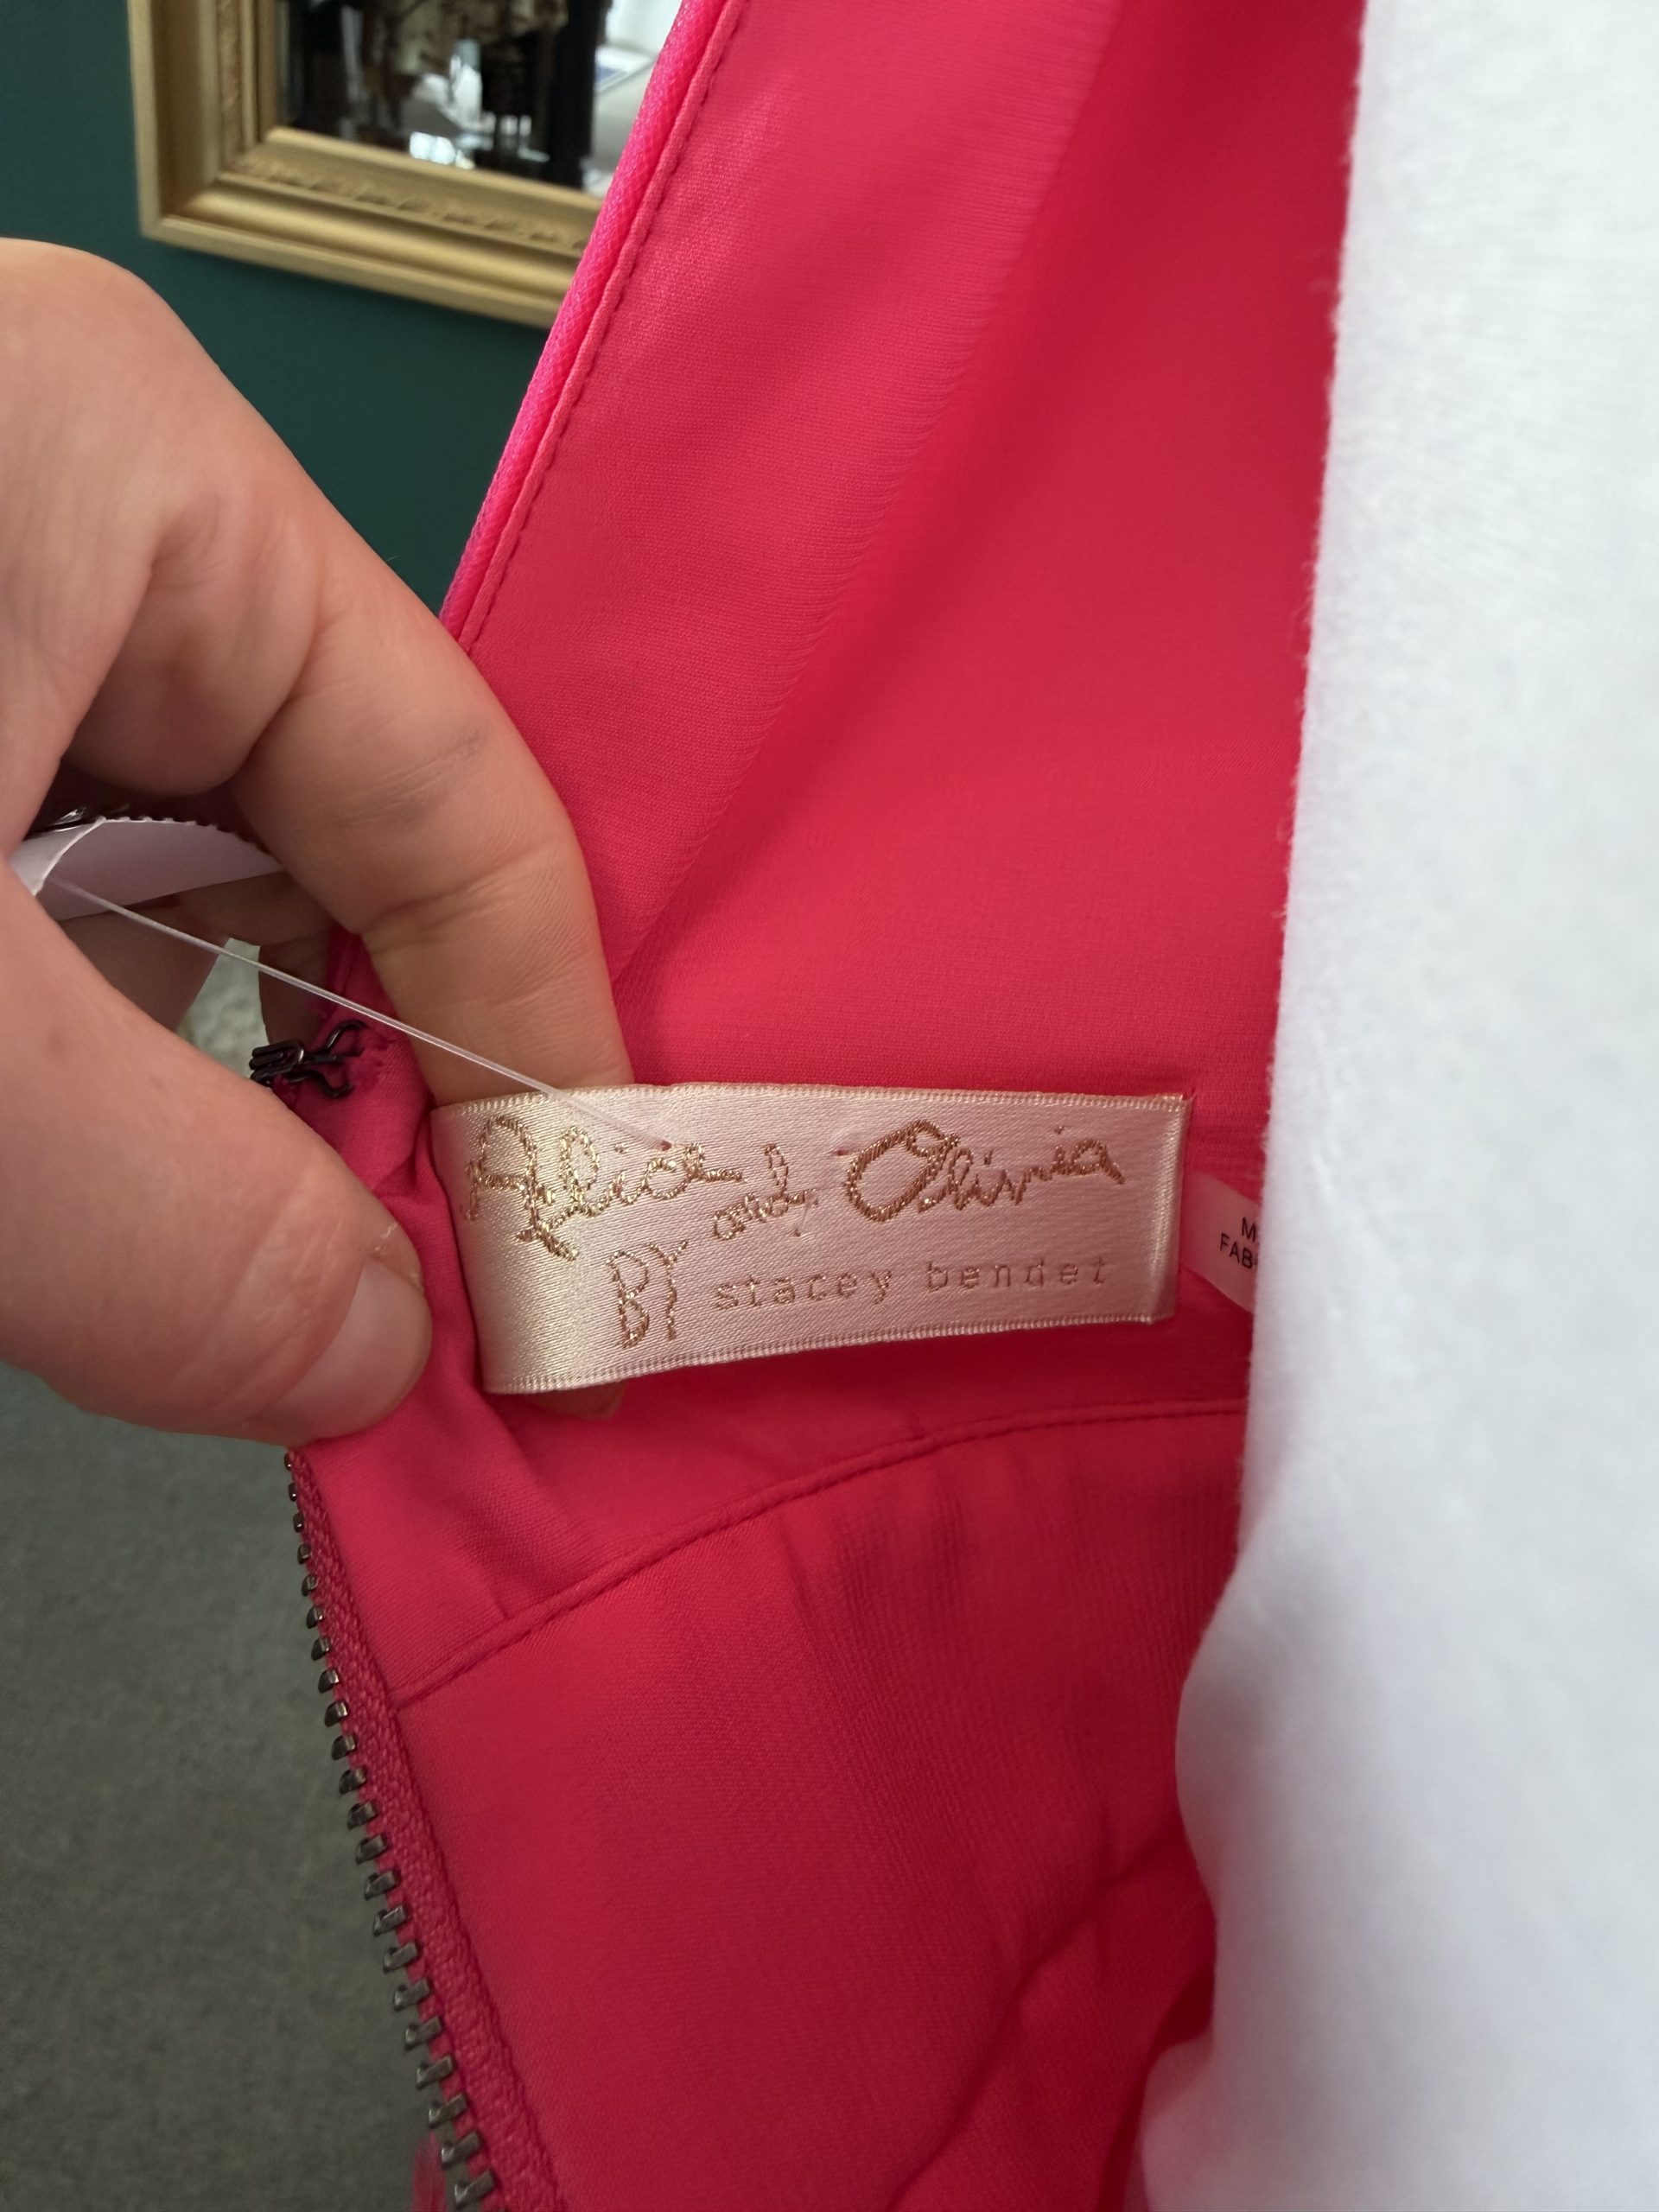 Alice and Olivia
BY stacey bendet